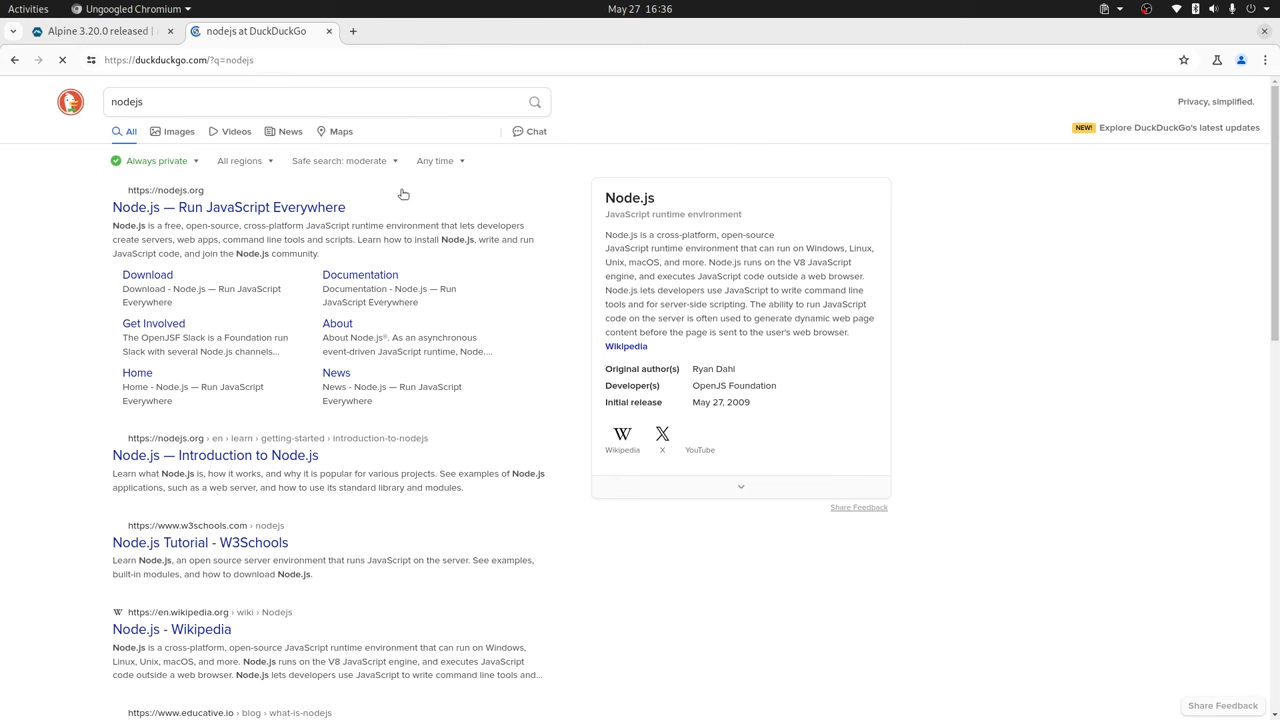 Activities
Ungoogled Chromium
May 27 16:36
Alpine 3.20.0 released |
nodejs at DuckDuckGo
https://duckduckgo.com/?q=nodejs
nodejs
Privacy, simplified.
All
Images
Videos
News
Maps
Chat
NEW!
Explore DuckDuckGo's latest updates
Always private
All regions
Safe search: moderate
Any time
https://nodejs.org
Node.js — Run JavaScript Everywhere
Node.js is a free, open-source, cross-platform JavaScript runtime environment that lets developers
create servers, web apps, command line tools and scripts. Learn how to install Node.js, write and run
JavaScript code, and join the Node.js community.
Download
Download - Node.js — Run JavaScript
Everywhere
Documentation
Documentation - Node.js — Run
JavaScript Everywhere
Get Involved
The OpenJSF Slack is a Foundation run
Slack with several Node.js channels...
About
About Node.js®. As an asynchronous
event-driven JavaScript runtime, Node....
Home
Home - Node.js — Run JavaScript
Everywhere
News
News - Node.js — Run JavaScript
Everywhere
https://nodejs.org › en › learn › getting-started › introduction-to-nodejs
Node.js — Introduction to Node.js
Learn what Node.js is, how it works, and why it is popular for various projects. See examples of Node.js
applications, such as a web server, and how to use its standard library and modules.
https://www.w3schools.com › nodejs
Node.js Tutorial - W3Schools
Learn Node.js, an open source server environment that runs JavaScript on the server. See examples,
built-in modules, and how to download Node.js.
W https://en.wikipedia.org › wiki › Nodejs
Node.js - Wikipedia
Node.js is a cross-platform, open-source JavaScript runtime environment that can run on Windows,
Linux, Unix, macOS, and more. Node.js runs on the V8 JavaScript engine, and executes JavaScript
code outside a web browser. Node.js lets developers use JavaScript to write command line tools and...
https://www.educative.io › blog › what-is-nodejs
Node.js
JavaScript runtime environment
Node.js is a cross-platform, open-source
JavaScript runtime environment that can run on Windows, Linux,
Unix, macOS, and more. Node.js runs on the V8 JavaScript
engine, and executes JavaScript code outside a web browser.
Node.js lets developers use JavaScript to write command line
tools and for server-side scripting. The ability to run JavaScript
code on the server is often used to generate dynamic web page
content before the page is sent to the user's web browser.
Wikipedia
Original author(s) Ryan Dahl
Developer(s) OpenJS Foundation
Initial release May 27, 2009
W
X
Wikipedia
X
YouTube
Share Feedback
Share Feedback